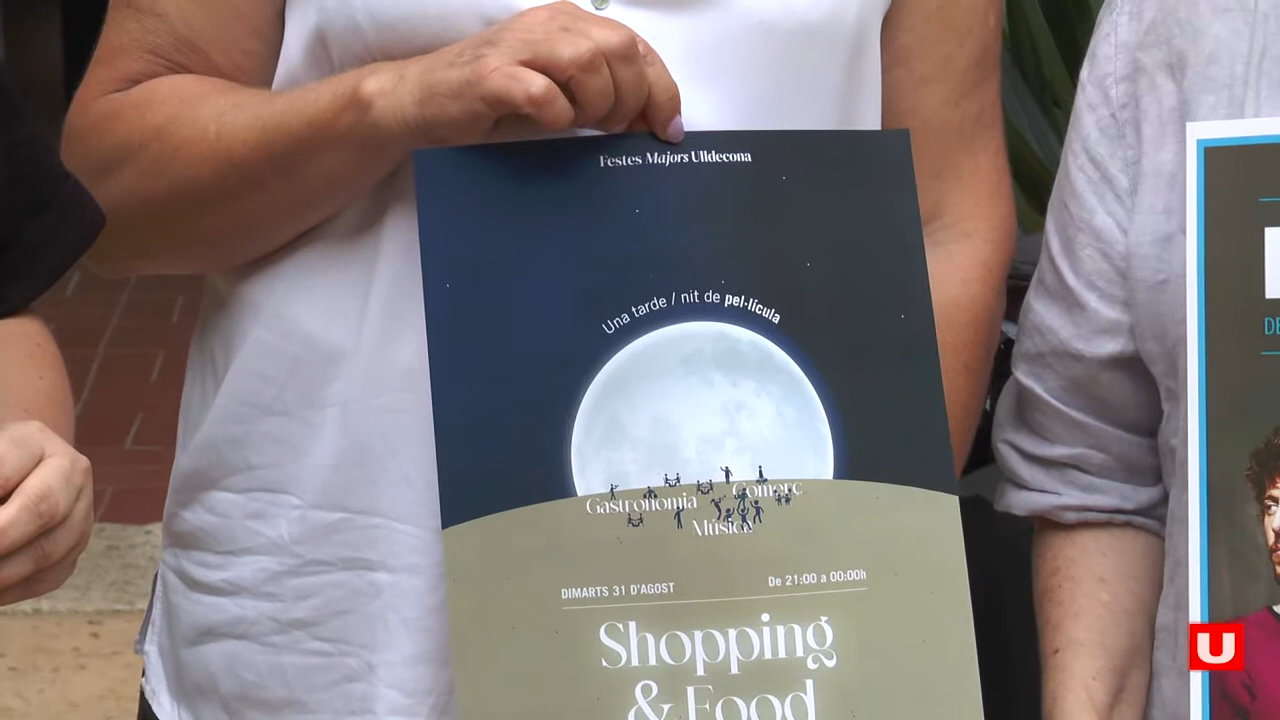 Festes Majors Ulldecona
Una tarde / nit de pel·lícula
Gastronomia
Comerç
Música
DIMARTS 31 D'AGOST
De 21:00 a 00:00h
Shopping
& Food
DE
U